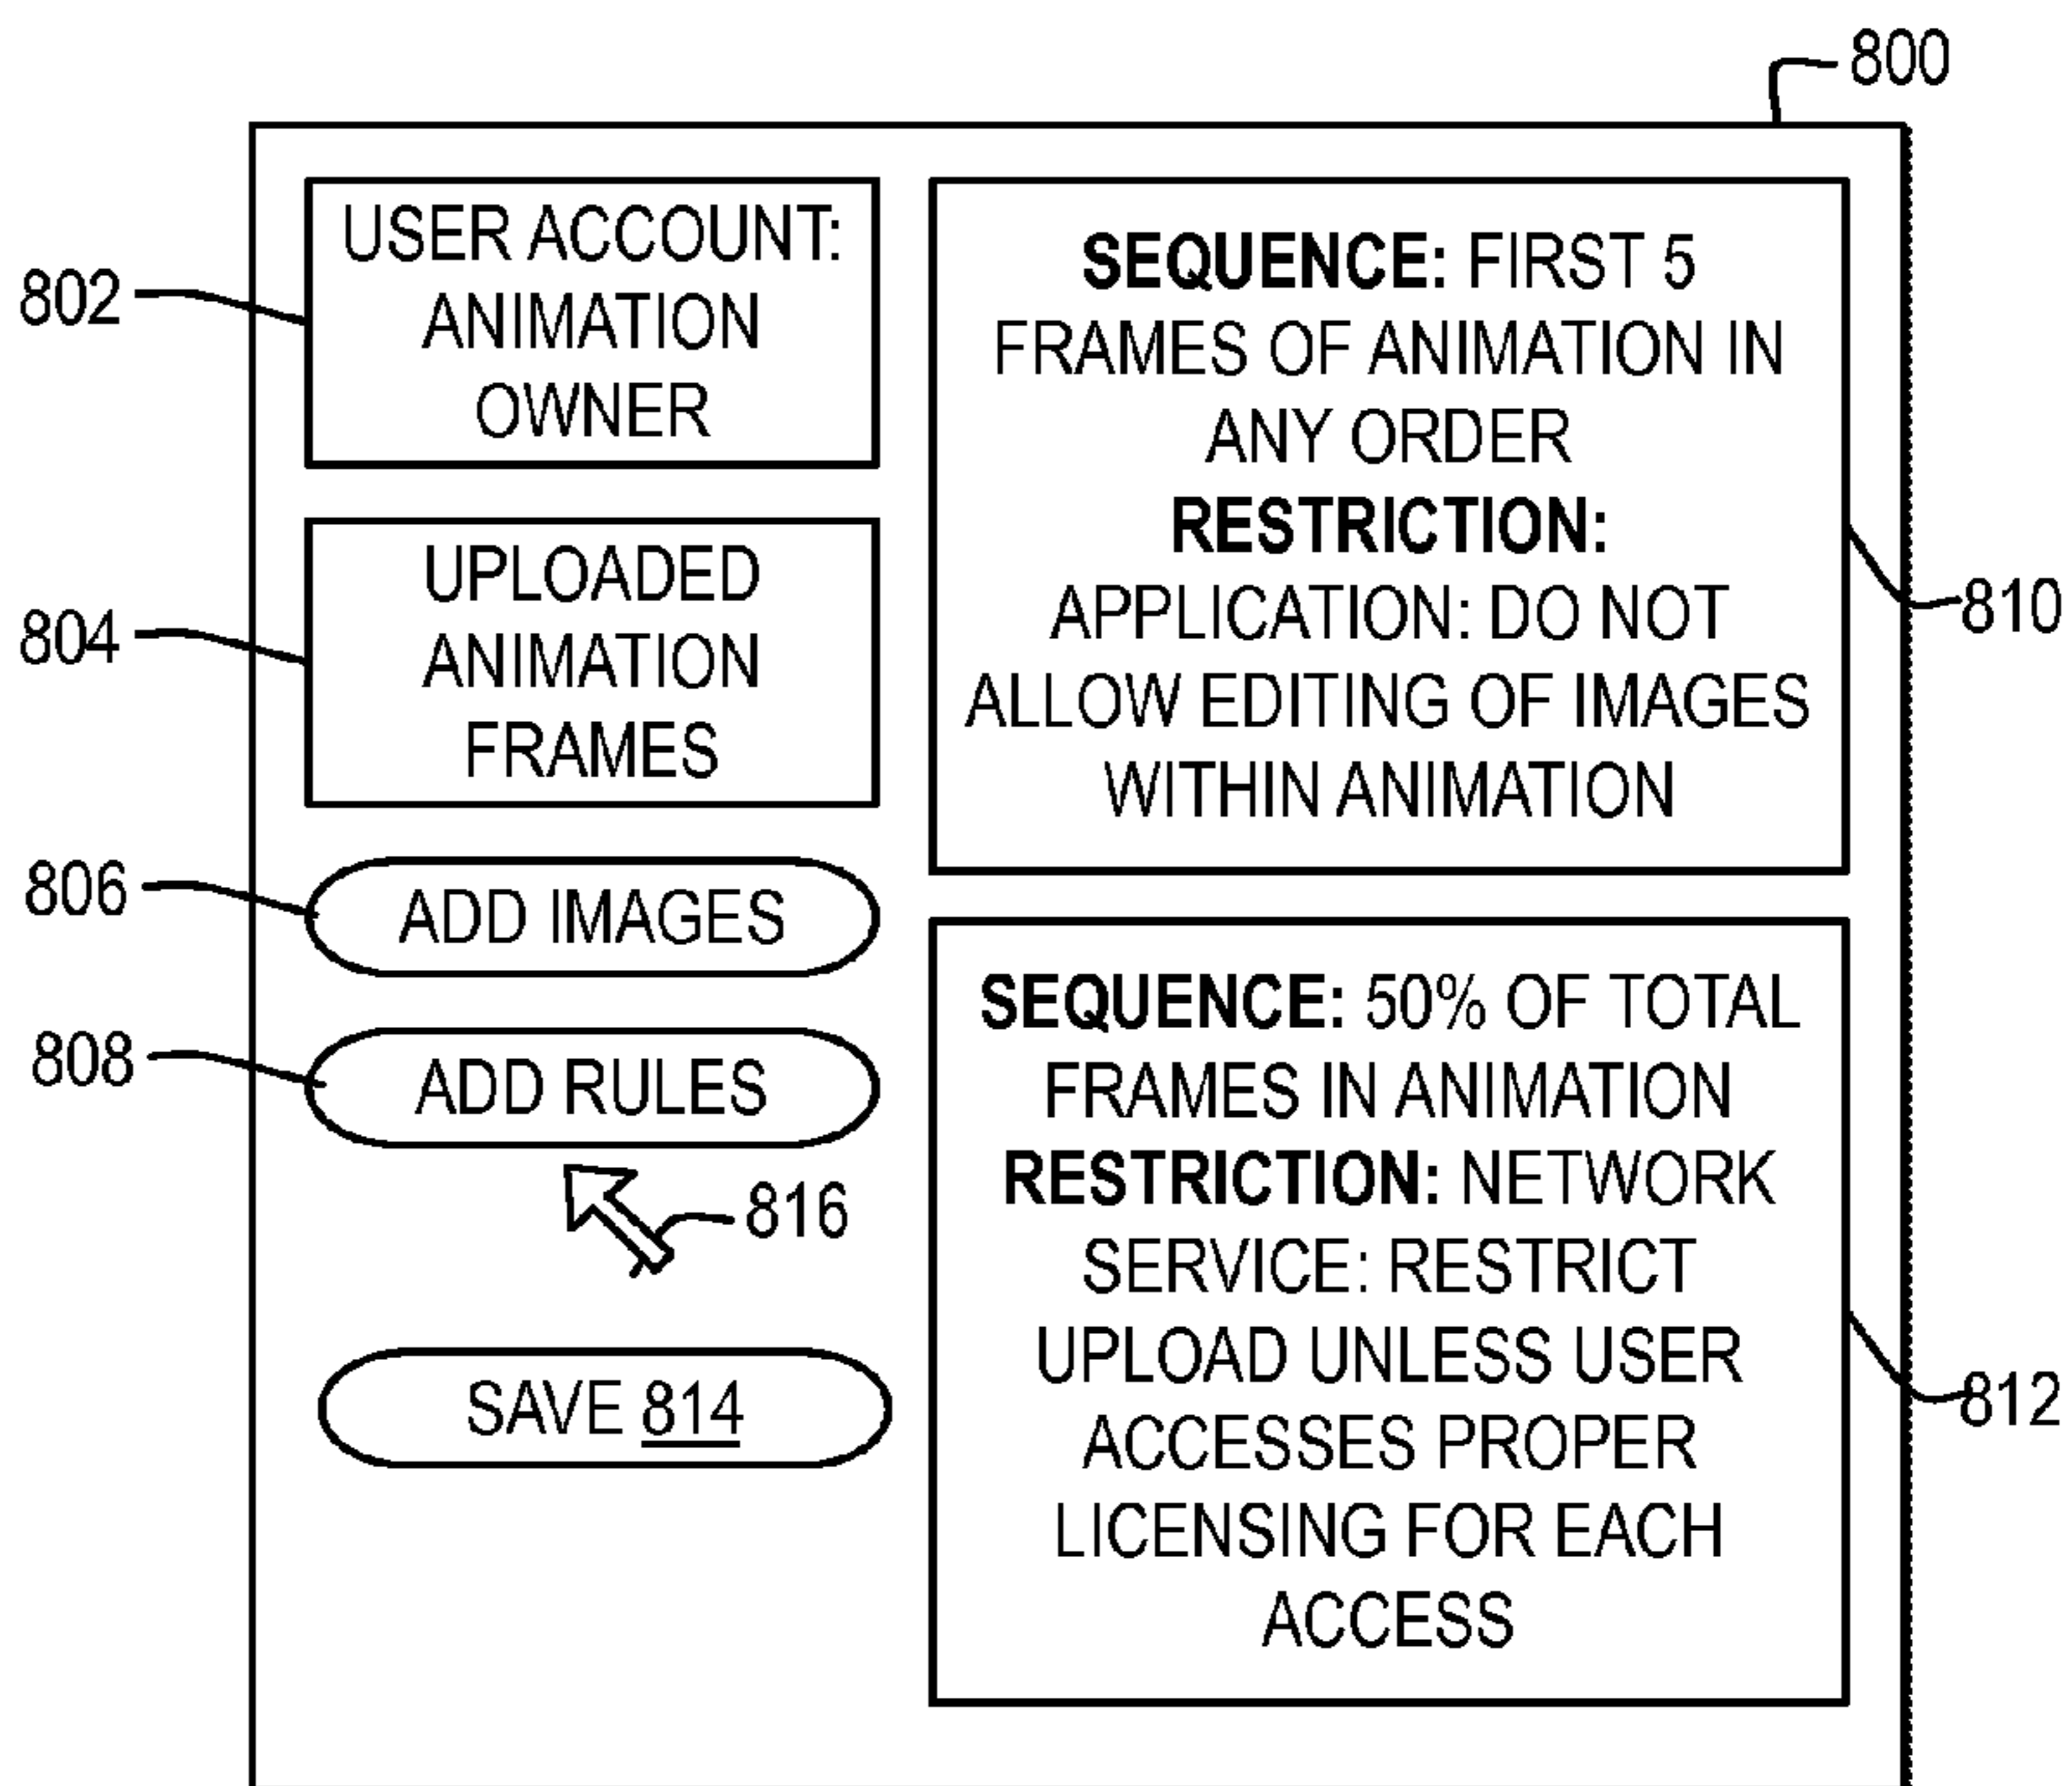 800
802
USER ACCOUNT:
ANIMATION
OWNER
804
UPLOADED
ANIMATION
FRAMES
806
ADD IMAGES
808
ADD RULES
816
SAVE 814
SEQUENCE: FIRST 5
FRAMES OF ANIMATION IN
ANY ORDER
RESTRICTION:
APPLICATION: DO NOT
ALLOW EDITING OF IMAGES
WITHIN ANIMATION
810
SEQUENCE: 50% OF TOTAL
FRAMES IN ANIMATION
RESTRICTION: NETWORK
SERVICE: RESTRICT
UPLOAD UNLESS USER
ACCESSES PROPER
LICENSING FOR EACH
ACCESS
812